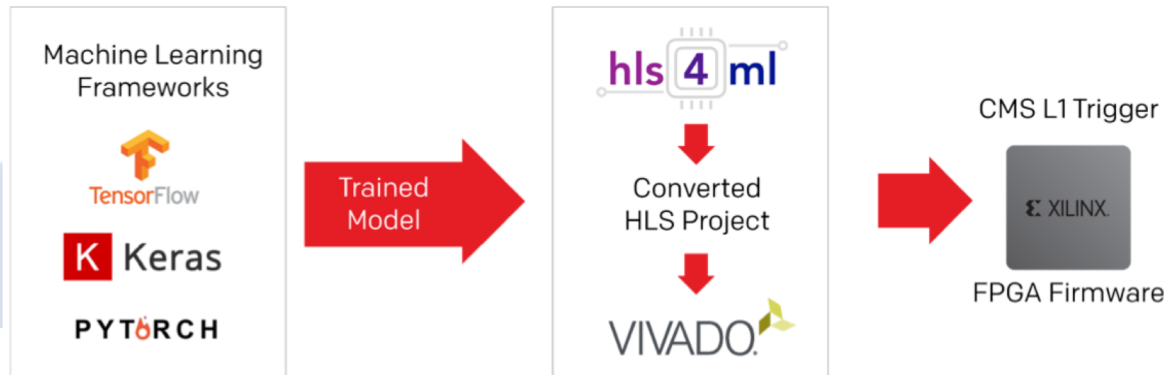 Machine Learning
Frameworks
TensorFlow
K Keras
PYTORCH
Trained
Model
hls 4 ml
Converted
HLS Project
VIVADO.
CMS L1 Trigger
XILINX.
FPGA Firmware